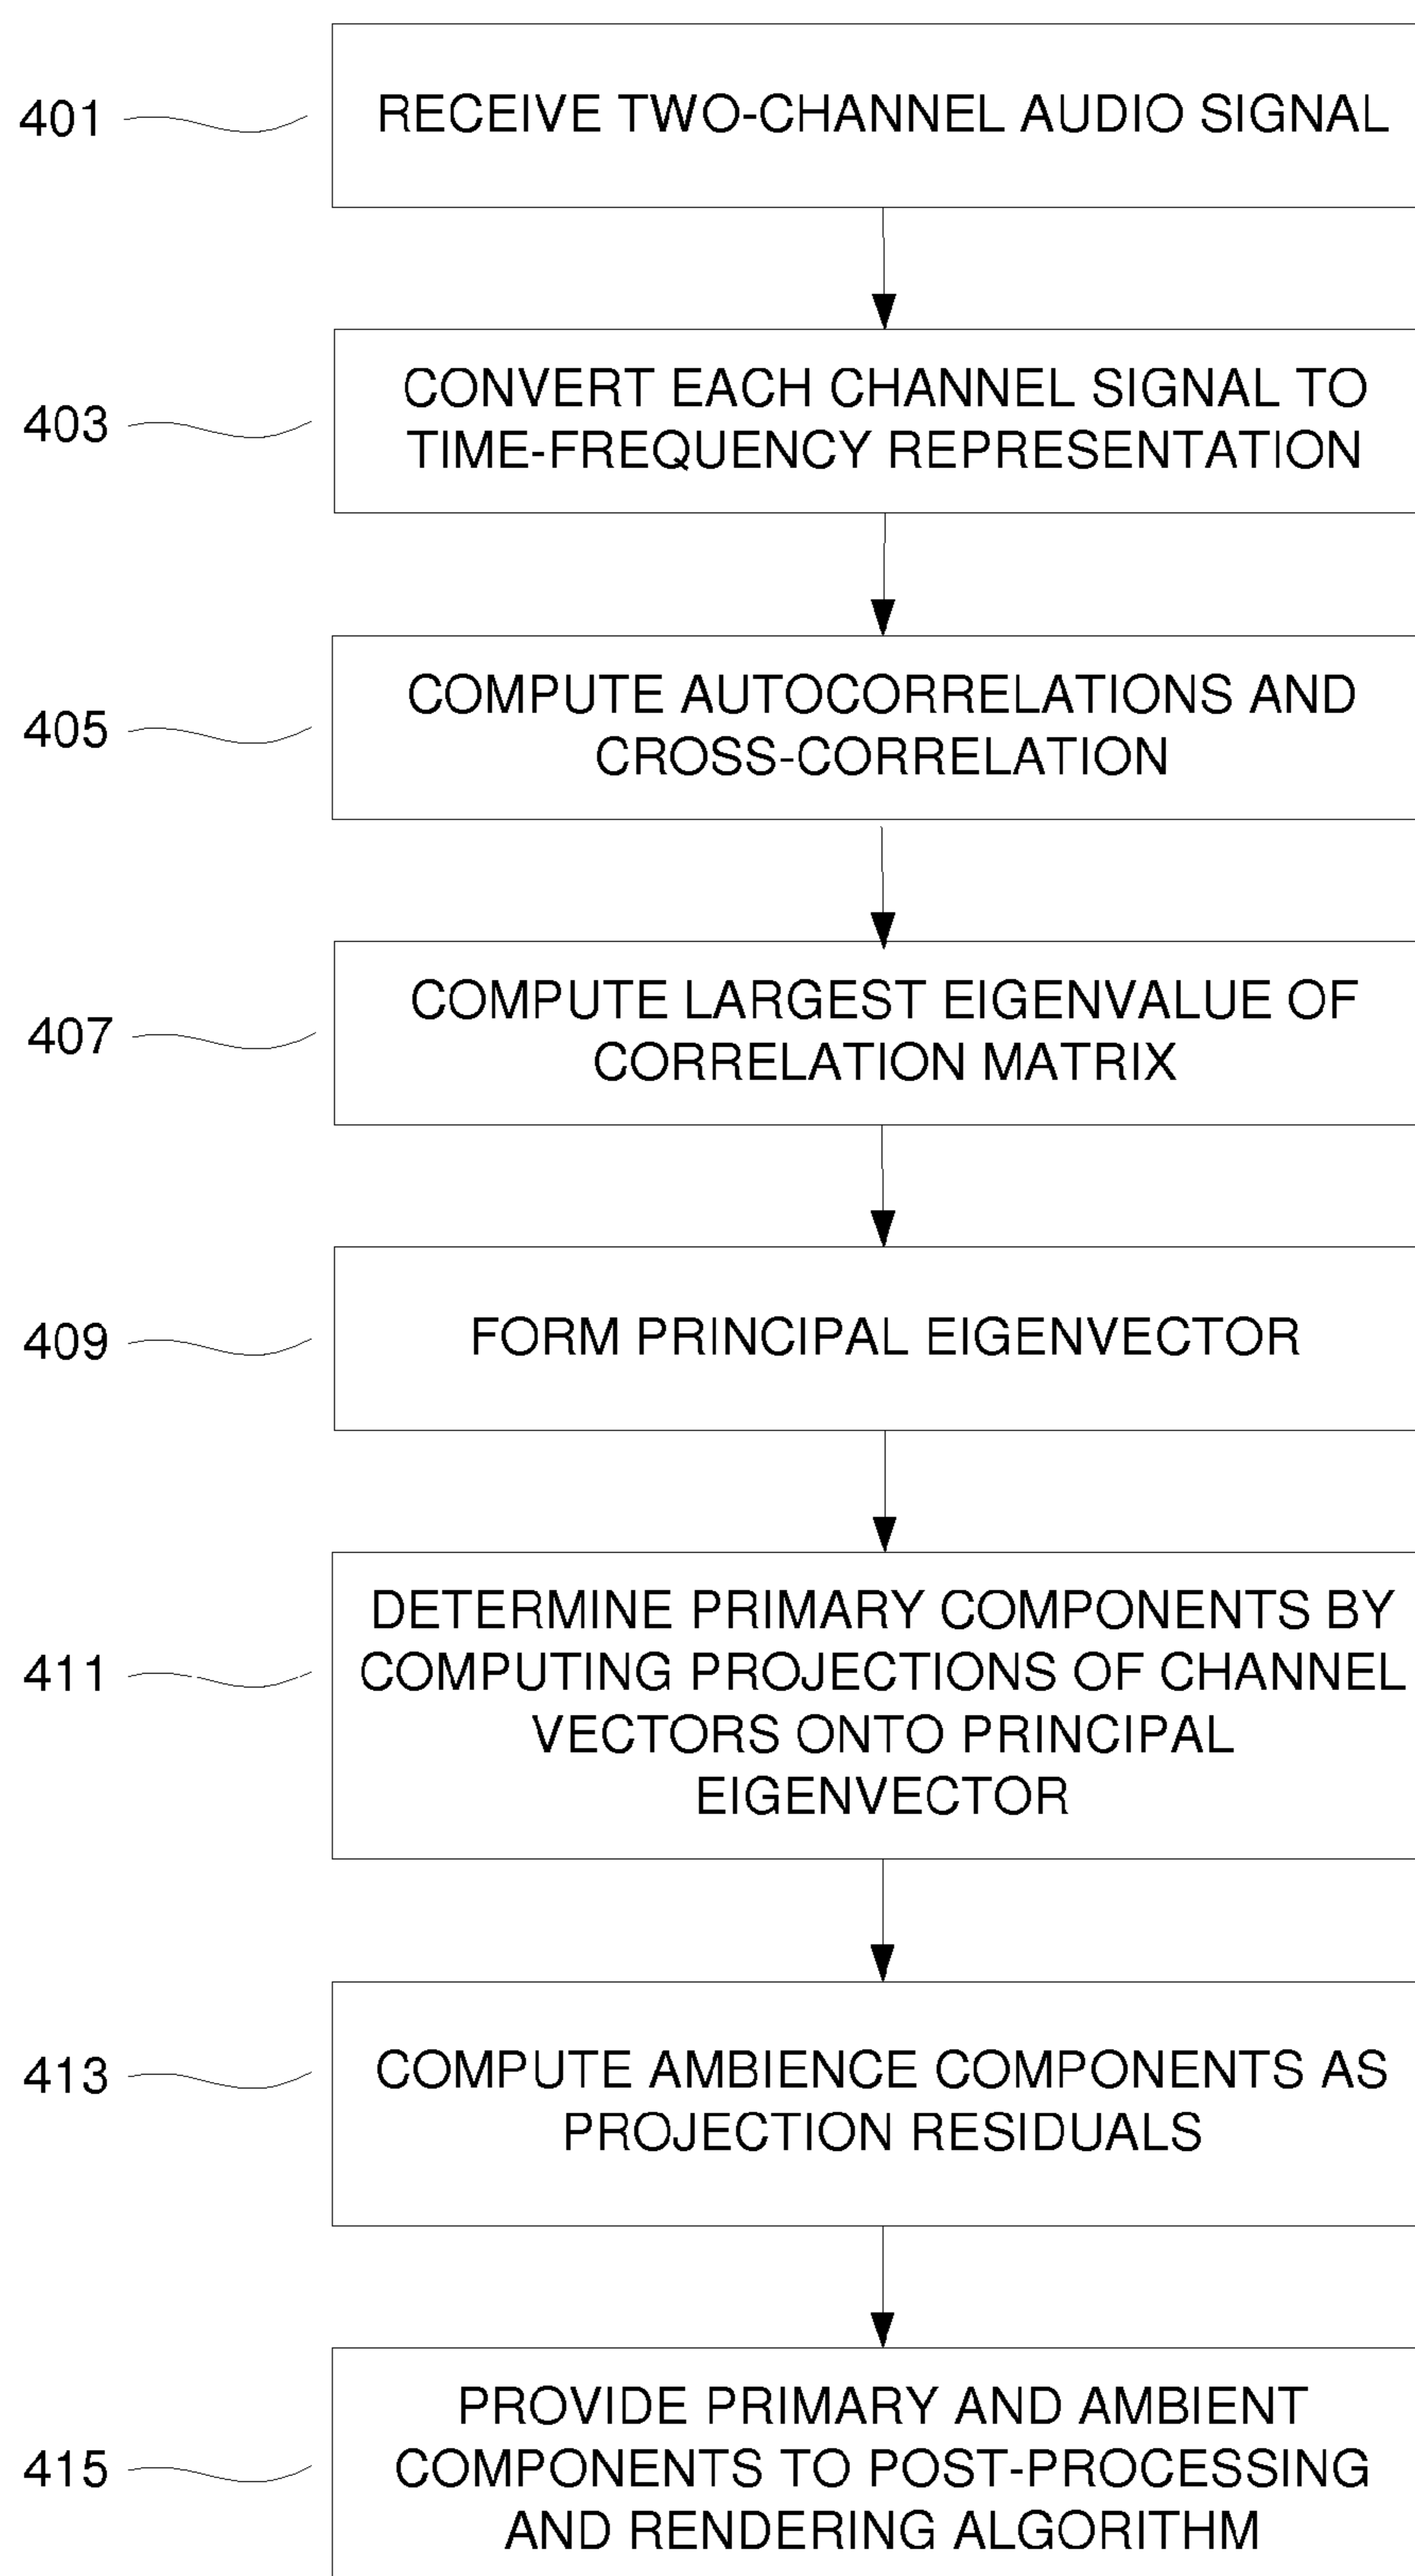 401
RECEIVE TWO-CHANNEL AUDIO SIGNAL
403
CONVERT EACH CHANNEL SIGNAL TO
TIME-FREQUENCY REPRESENTATION
405
COMPUTE AUTOCORRELATIONS AND
CROSS-CORRELATION
407
COMPUTE LARGEST EIGENVALUE OF
CORRELATION MATRIX
409
FORM PRINCIPAL EIGENVECTOR
411
DETERMINE PRIMARY COMPONENTS BY
COMPUTING PROJECTIONS OF CHANNEL
VECTORS ONTO PRINCIPAL
EIGENVECTOR
413
COMPUTE AMBIENCE COMPONENTS AS
PROJECTION RESIDUALS
415
PROVIDE PRIMARY AND AMBIENT
COMPONENTS TO POST-PROCESSING
AND RENDERING ALGORITHM